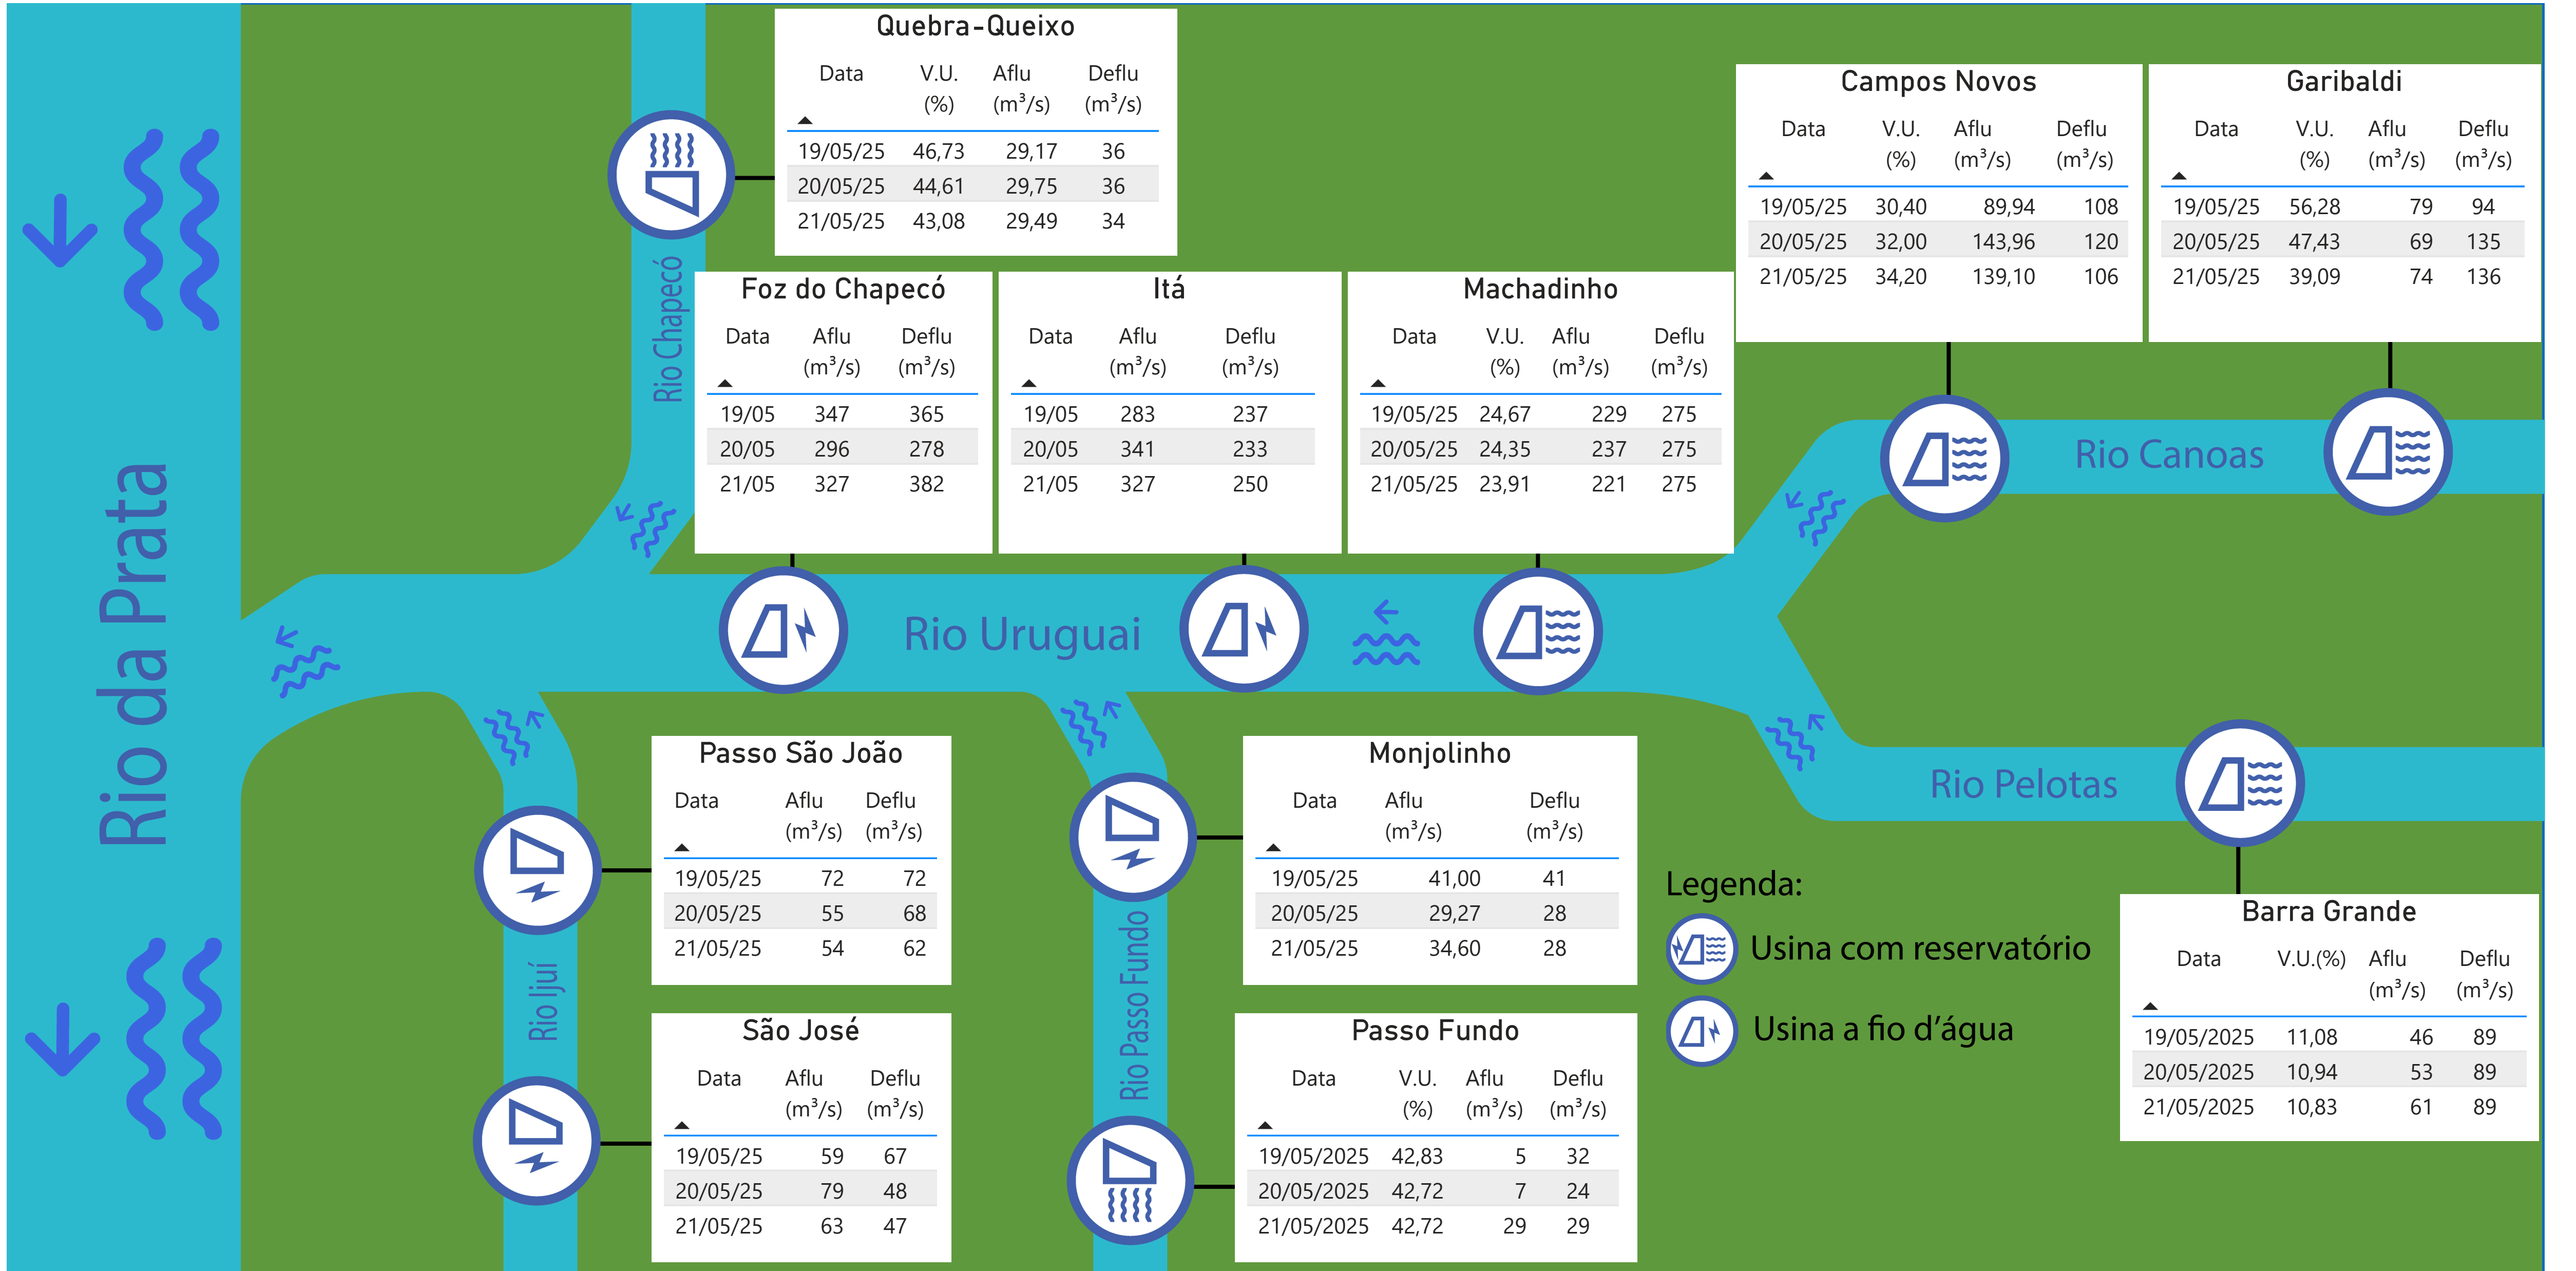 Rio da Prata
Quebra-Queixo
Data V.U. (%) Aflu (m³/s) Deflu (m³/s)
19/05/25 46,73 29,17 36
20/05/25 44,61 29,75 36
21/05/25 43,08 29,49 34
Rio Chapecó
Campos Novos
Data V.U. (%) Aflu (m³/s) Deflu (m³/s)
19/05/25 30,40 89,94 108
20/05/25 32,00 143,96 120
21/05/25 34,20 139,10 106
Garibaldi
Data V.U. (%) Aflu (m³/s) Deflu (m³/s)
19/05/25 56,28 79 94
20/05/25 47,43 69 135
21/05/25 39,09 74 136
Foz do Chapecó
Data Aflu (m³/s) Deflu (m³/s)
19/05 347 365
20/05 296 278
21/05 327 382
Itá
Data Aflu (m³/s) Deflu (m³/s)
19/05 283 237
20/05 341 233
21/05 327 250
Machadinho
Data V.U. (%) Aflu (m³/s) Deflu (m³/s)
19/05/25 24,67 229 275
20/05/25 24,35 237 275
21/05/25 23,91 221 275
Rio Canoas
Rio Uruguai
Rio Pelotas
Passo São João
Data Aflu (m³/s) Deflu (m³/s)
19/05/25 72 72
20/05/25 55 68
21/05/25 54 62
Rio Ijuí
São José
Data Aflu (m³/s) Deflu (m³/s)
19/05/25 59 67
20/05/25 79 48
21/05/25 63 47
Monjolinho
Data Aflu (m³/s) Deflu (m³/s)
19/05/25 41,00 41
20/05/25 29,27 28
21/05/25 34,60 28
Rio Passo Fundo
Passo Fundo
Data V.U. (%) Aflu (m³/s) Deflu (m³/s)
19/05/2025 42,83 5 32
20/05/2025 42,72 7 24
21/05/2025 42,72 29 29
Legenda:
Usina com reservatório
Usina a fio d’água
Barra Grande
Data V.U.(%) Aflu (m³/s) Deflu (m³/s)
19/05/2025 11,08 46 89
20/05/2025 10,94 53 89
21/05/2025 10,83 61 89